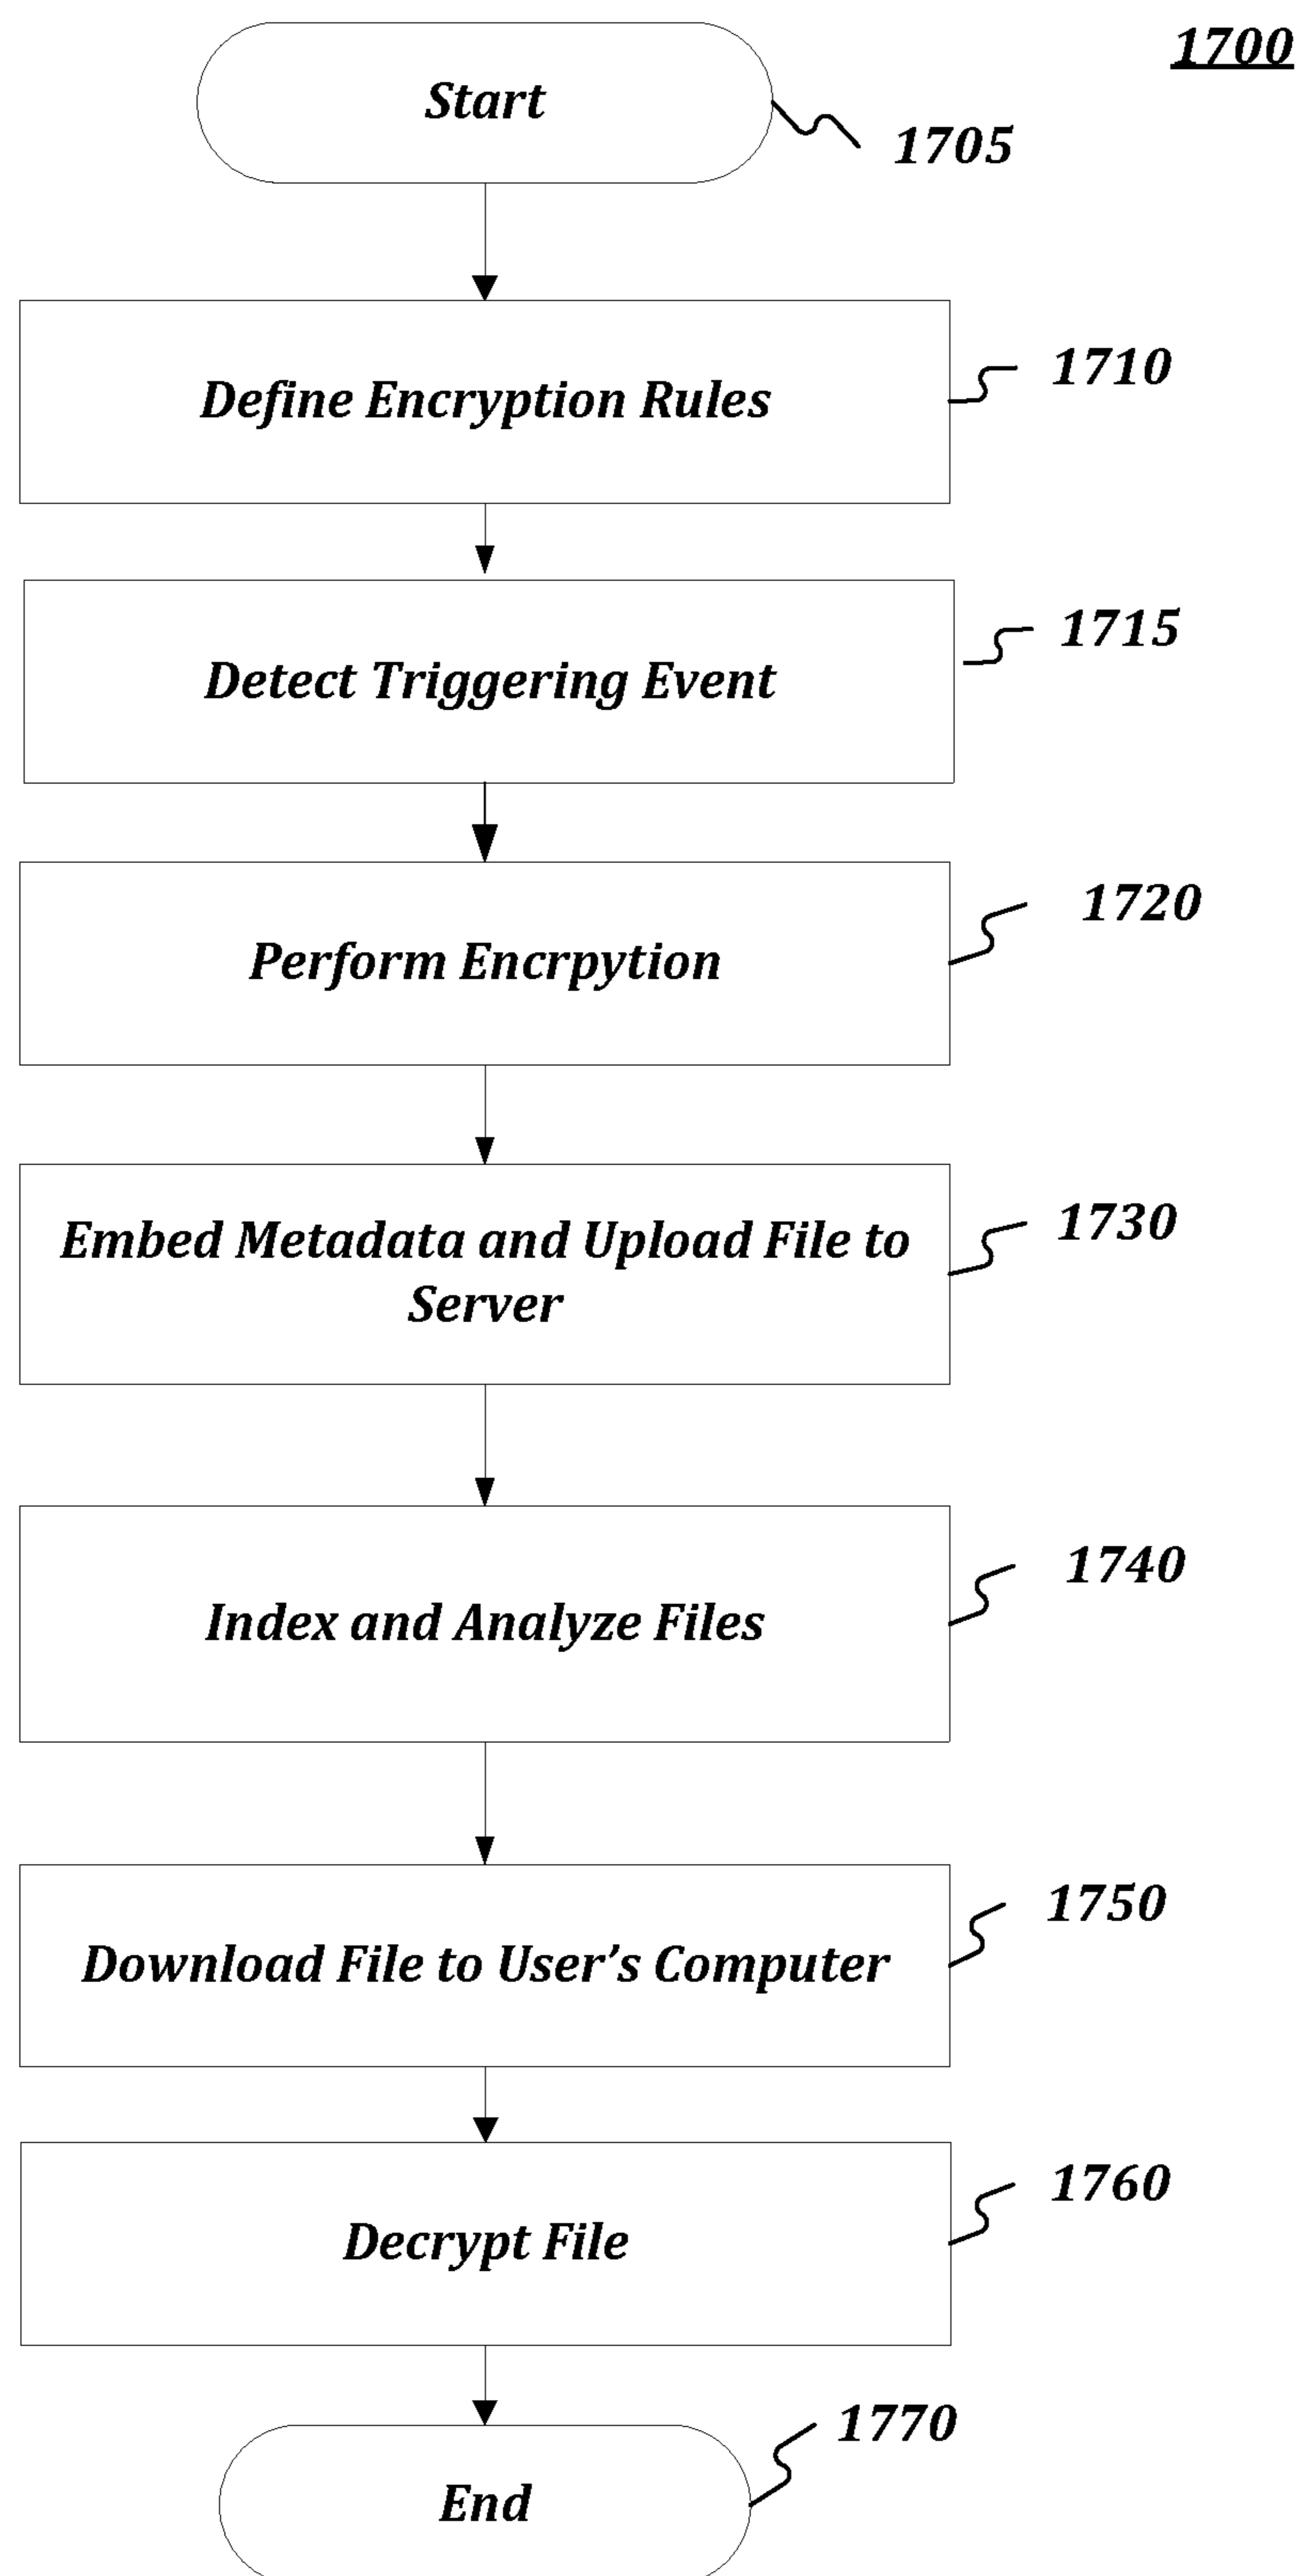 1700
Start
1705
Define Encryption Rules
1710
Detect Triggering Event
1715
Perform Encrpytion
1720
Embed Metadata and Upload File to
Server
1730
Index and Analyze Files
1740
Download File to User’s Computer
1750
Decrypt File
1760
End
1770